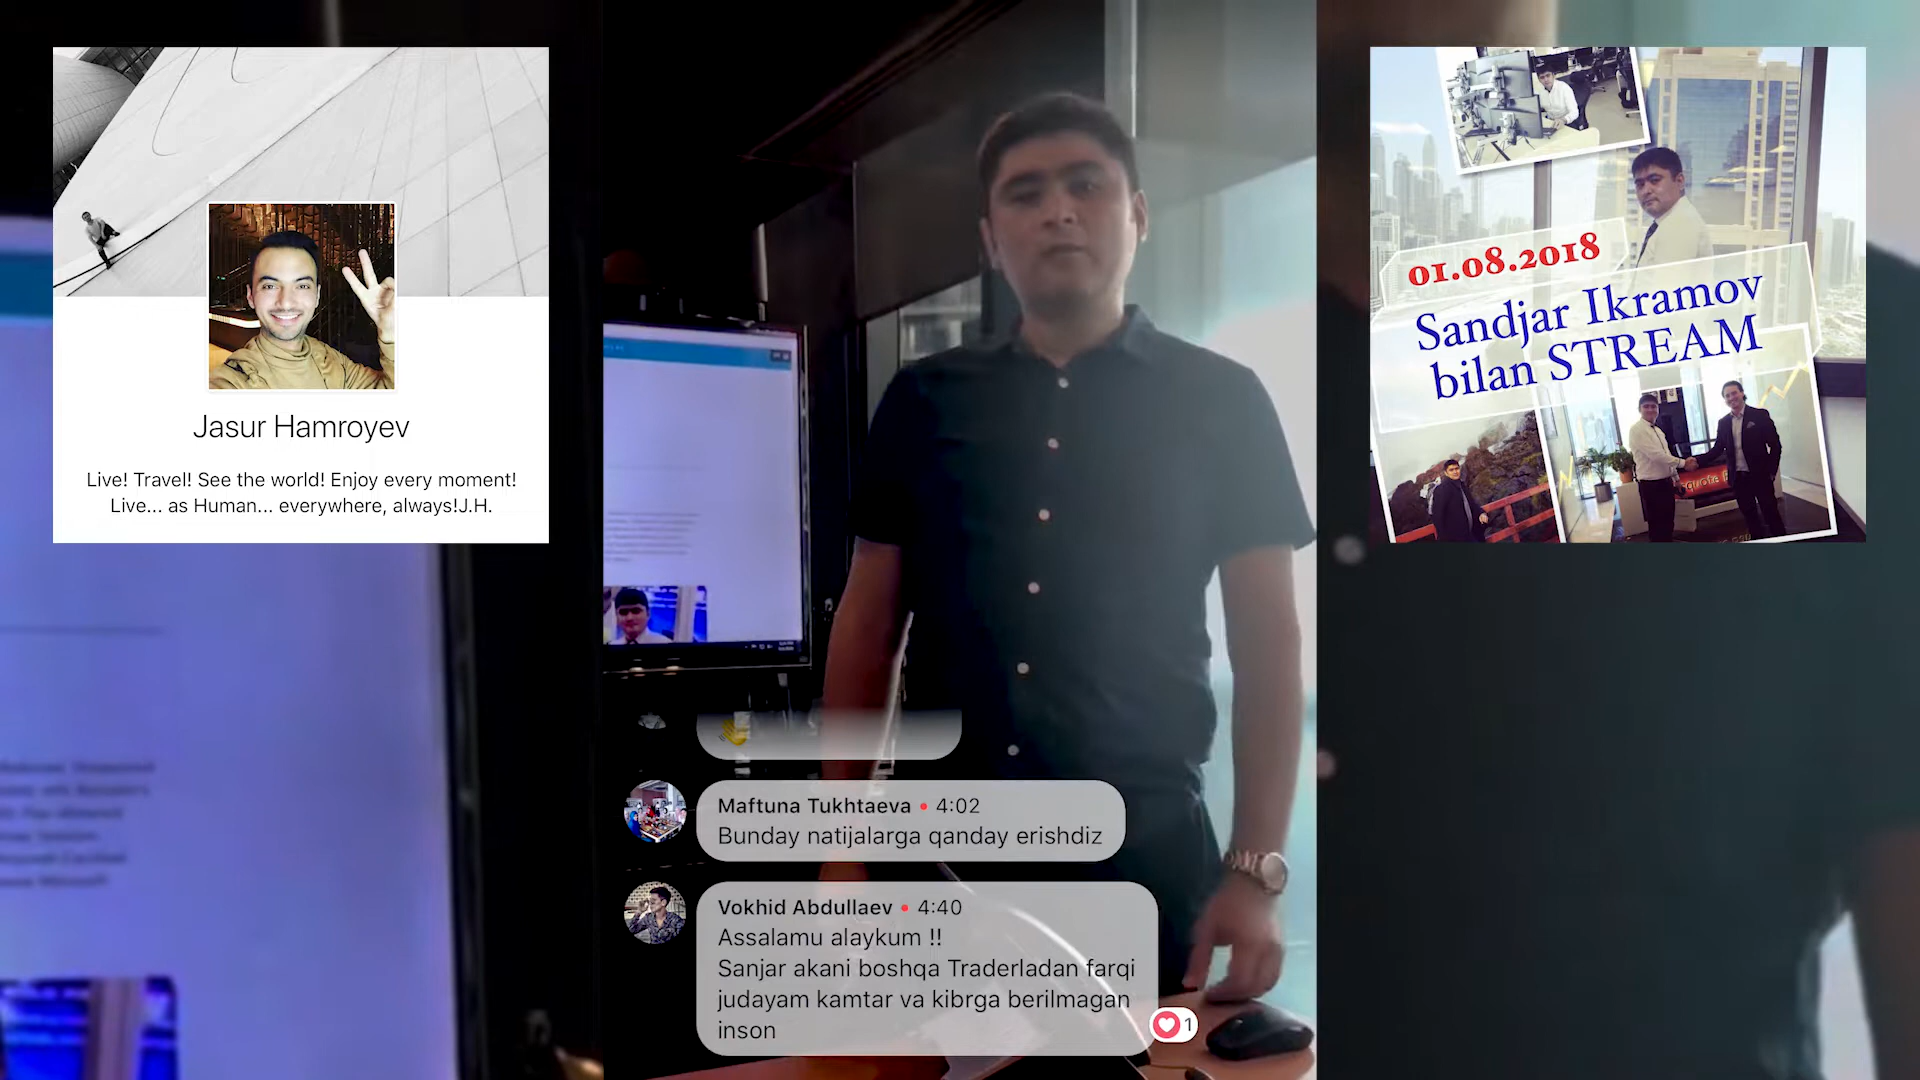 Jasur Hamroyev
Live! Travel! See the world! Enjoy every moment!
Live... as Human... everywhere, always!J.H.
01.08.2018
Sandjar Ikramov
bilan STREAM
Maftuna Tukhtaeva • 4:02
Bunday natijalarga qanday erishdiz
Vokhid Abdullaev • 4:40
Assalamu alaykum !!
Sanjar akani boshqa Traderladan farqi
judayam kamtar va kibrga berilmagan
inson
1